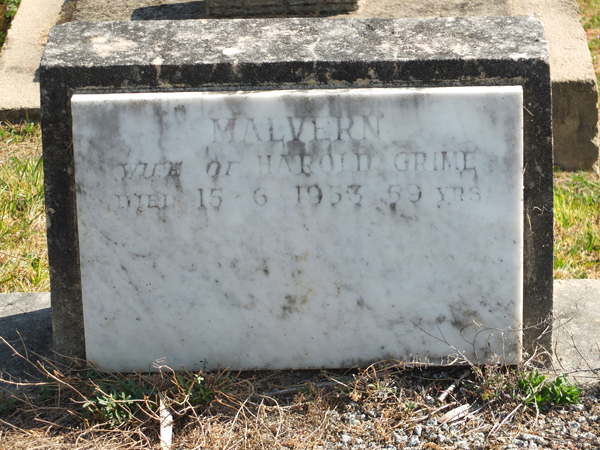 MALVERN
WIFE OF HAROLD GRIME
DIED 15 6 1953 59 YRS